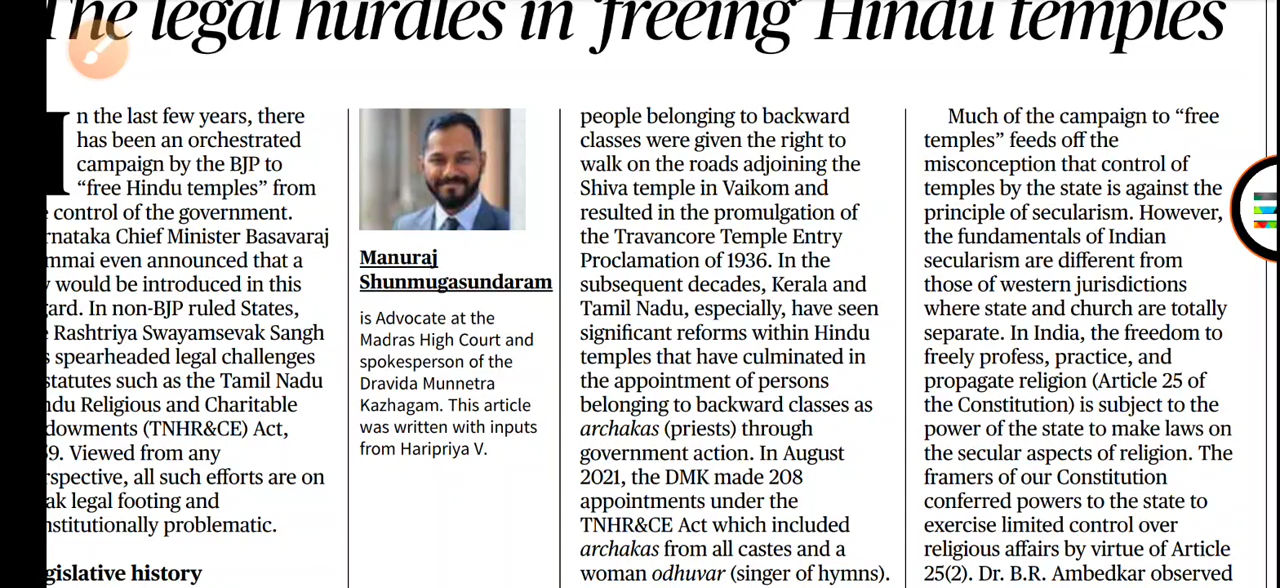 The legal hurdles in 'freeing' Hindu temples
In the last few years, there
has been an orchestrated
campaign by the BJP to
“free Hindu temples” from
control of the government.
rnataka Chief Minister Basavaraj
mmai even announced that a
would be introduced in this
ard. In non-BJP ruled States,
Rashtriya Swayamsevak Sangh
spearheaded legal challenges
statutes such as the Tamil Nadu
ndu Religious and Charitable
dowments (TNHR&CE) Act,
9. Viewed from any
rspective, all such efforts are on
ak legal footing and
nstitutionally problematic.
gislative history
Manuraj
Shunmugasundaram
is Advocate at the
Madras High Court and
spokesperson of the
Dravida Munnetra
Kazhagam. This article
was written with inputs
from Haripriya V.
people belonging to backward
classes were given the right to
walk on the roads adjoining the
Shiva temple in Vaikom and
resulted in the promulgation of
the Travancore Temple Entry
Proclamation of 1936. In the
subsequent decades, Kerala and
Tamil Nadu, especially, have seen
significant reforms within Hindu
temples that have culminated in
the appointment of persons
belonging to backward classes as
archakas (priests) through
government action. In August
2021, the DMK made 208
appointments under the
TNHR&CE Act which included
archakas from all castes and a
woman odhuvar (singer of hymns).
Much of the campaign to “free
temples” feeds off the
misconception that control of
temples by the state is against the
principle of secularism. However,
the fundamentals of Indian
secularism are different from
those of western jurisdictions
where state and church are totally
separate. In India, the freedom to
freely profess, practice, and
propagate religion (Article 25 of
the Constitution) is subject to the
power of the state to make laws on
the secular aspects of religion. The
framers of our Constitution
conferred powers to the state to
exercise limited control over
religious affairs by virtue of Article
25(2). Dr. B.R. Ambedkar observed